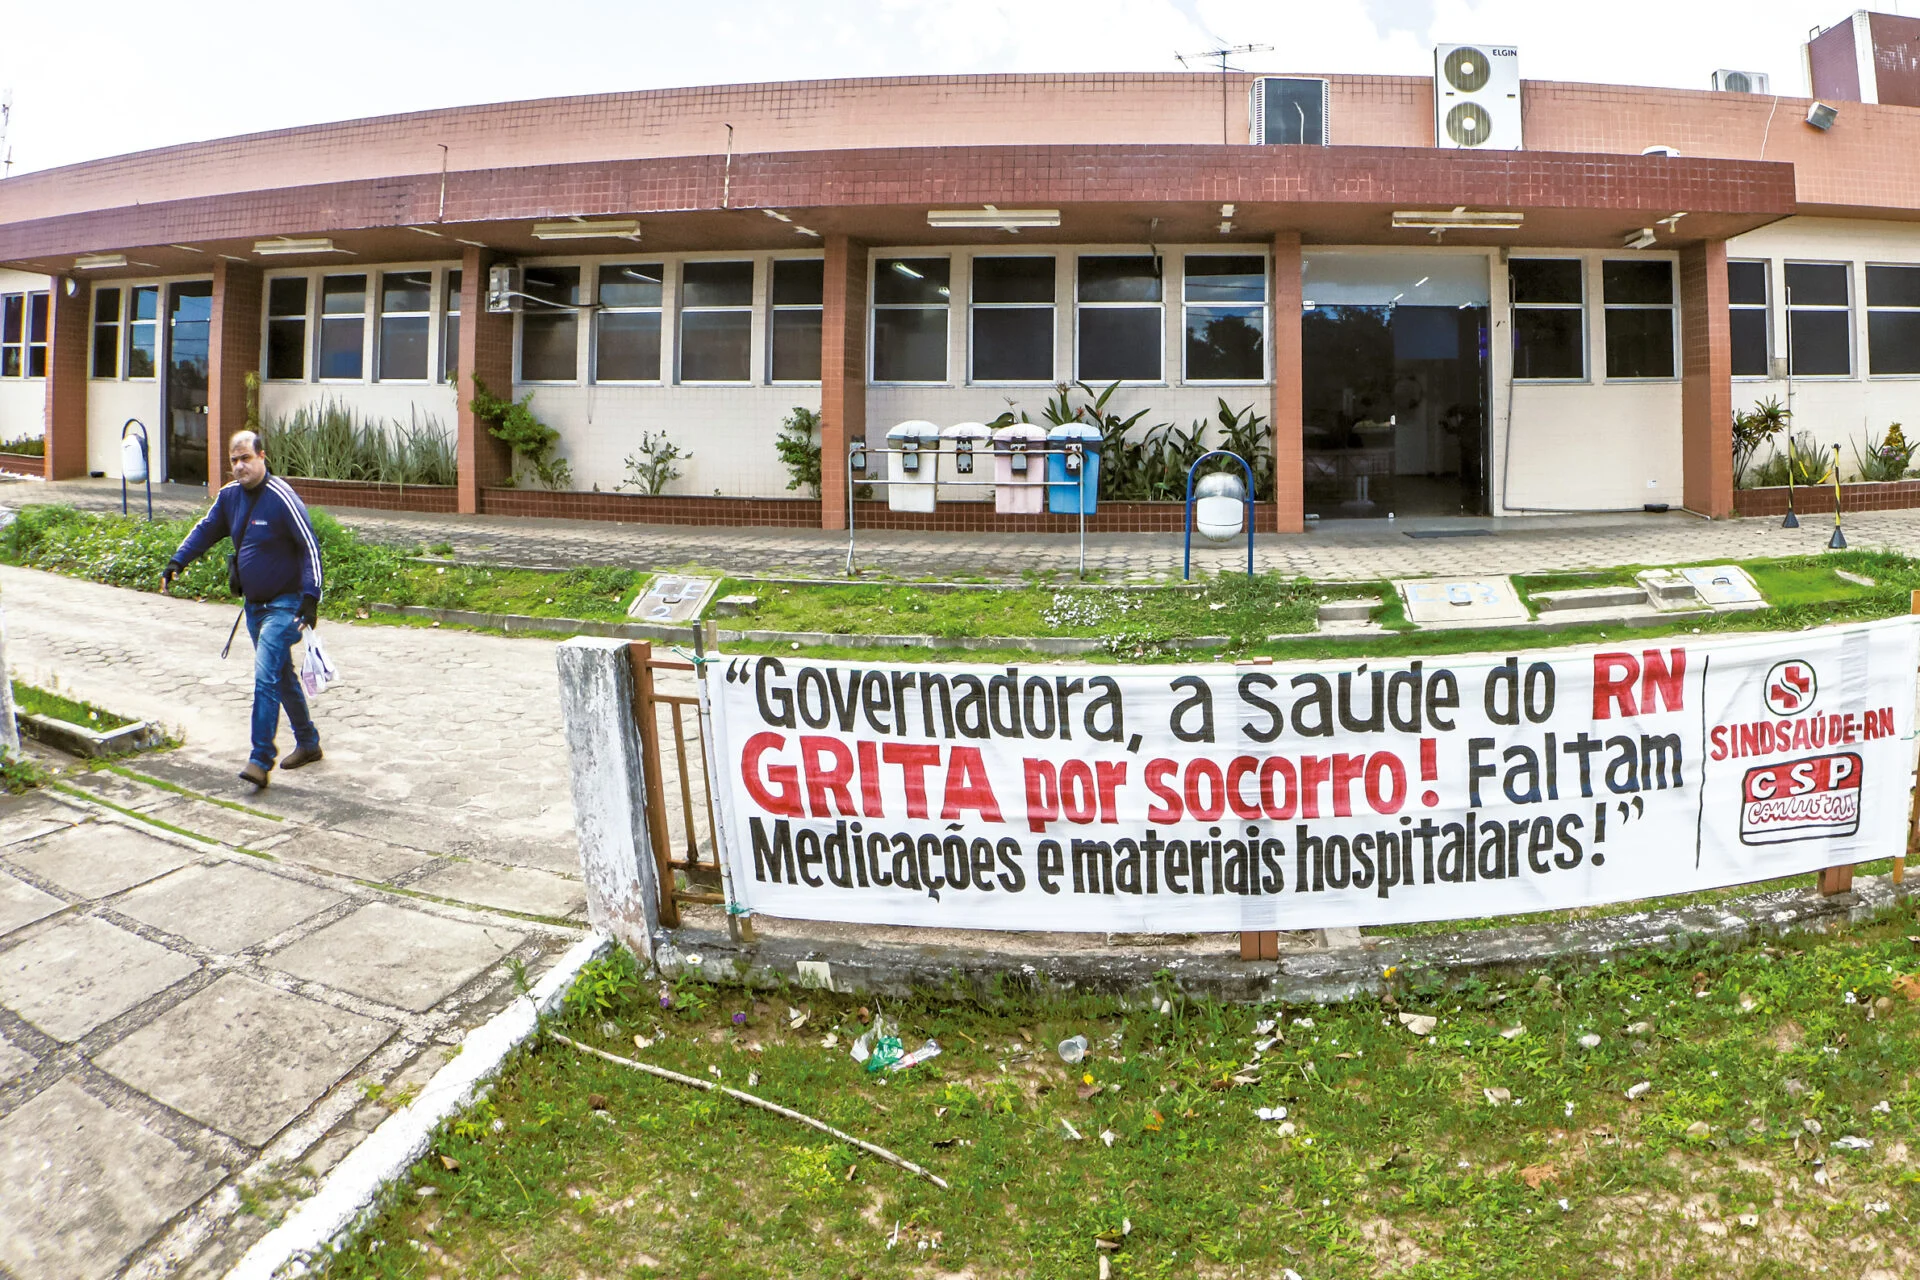 ELGIN
“Governadora, a saúde do RN
GRITA por socorro! Faltam
Medicações e materiais hospitalares!”
SINDSAÚDE-RN
CSP
Conlutas